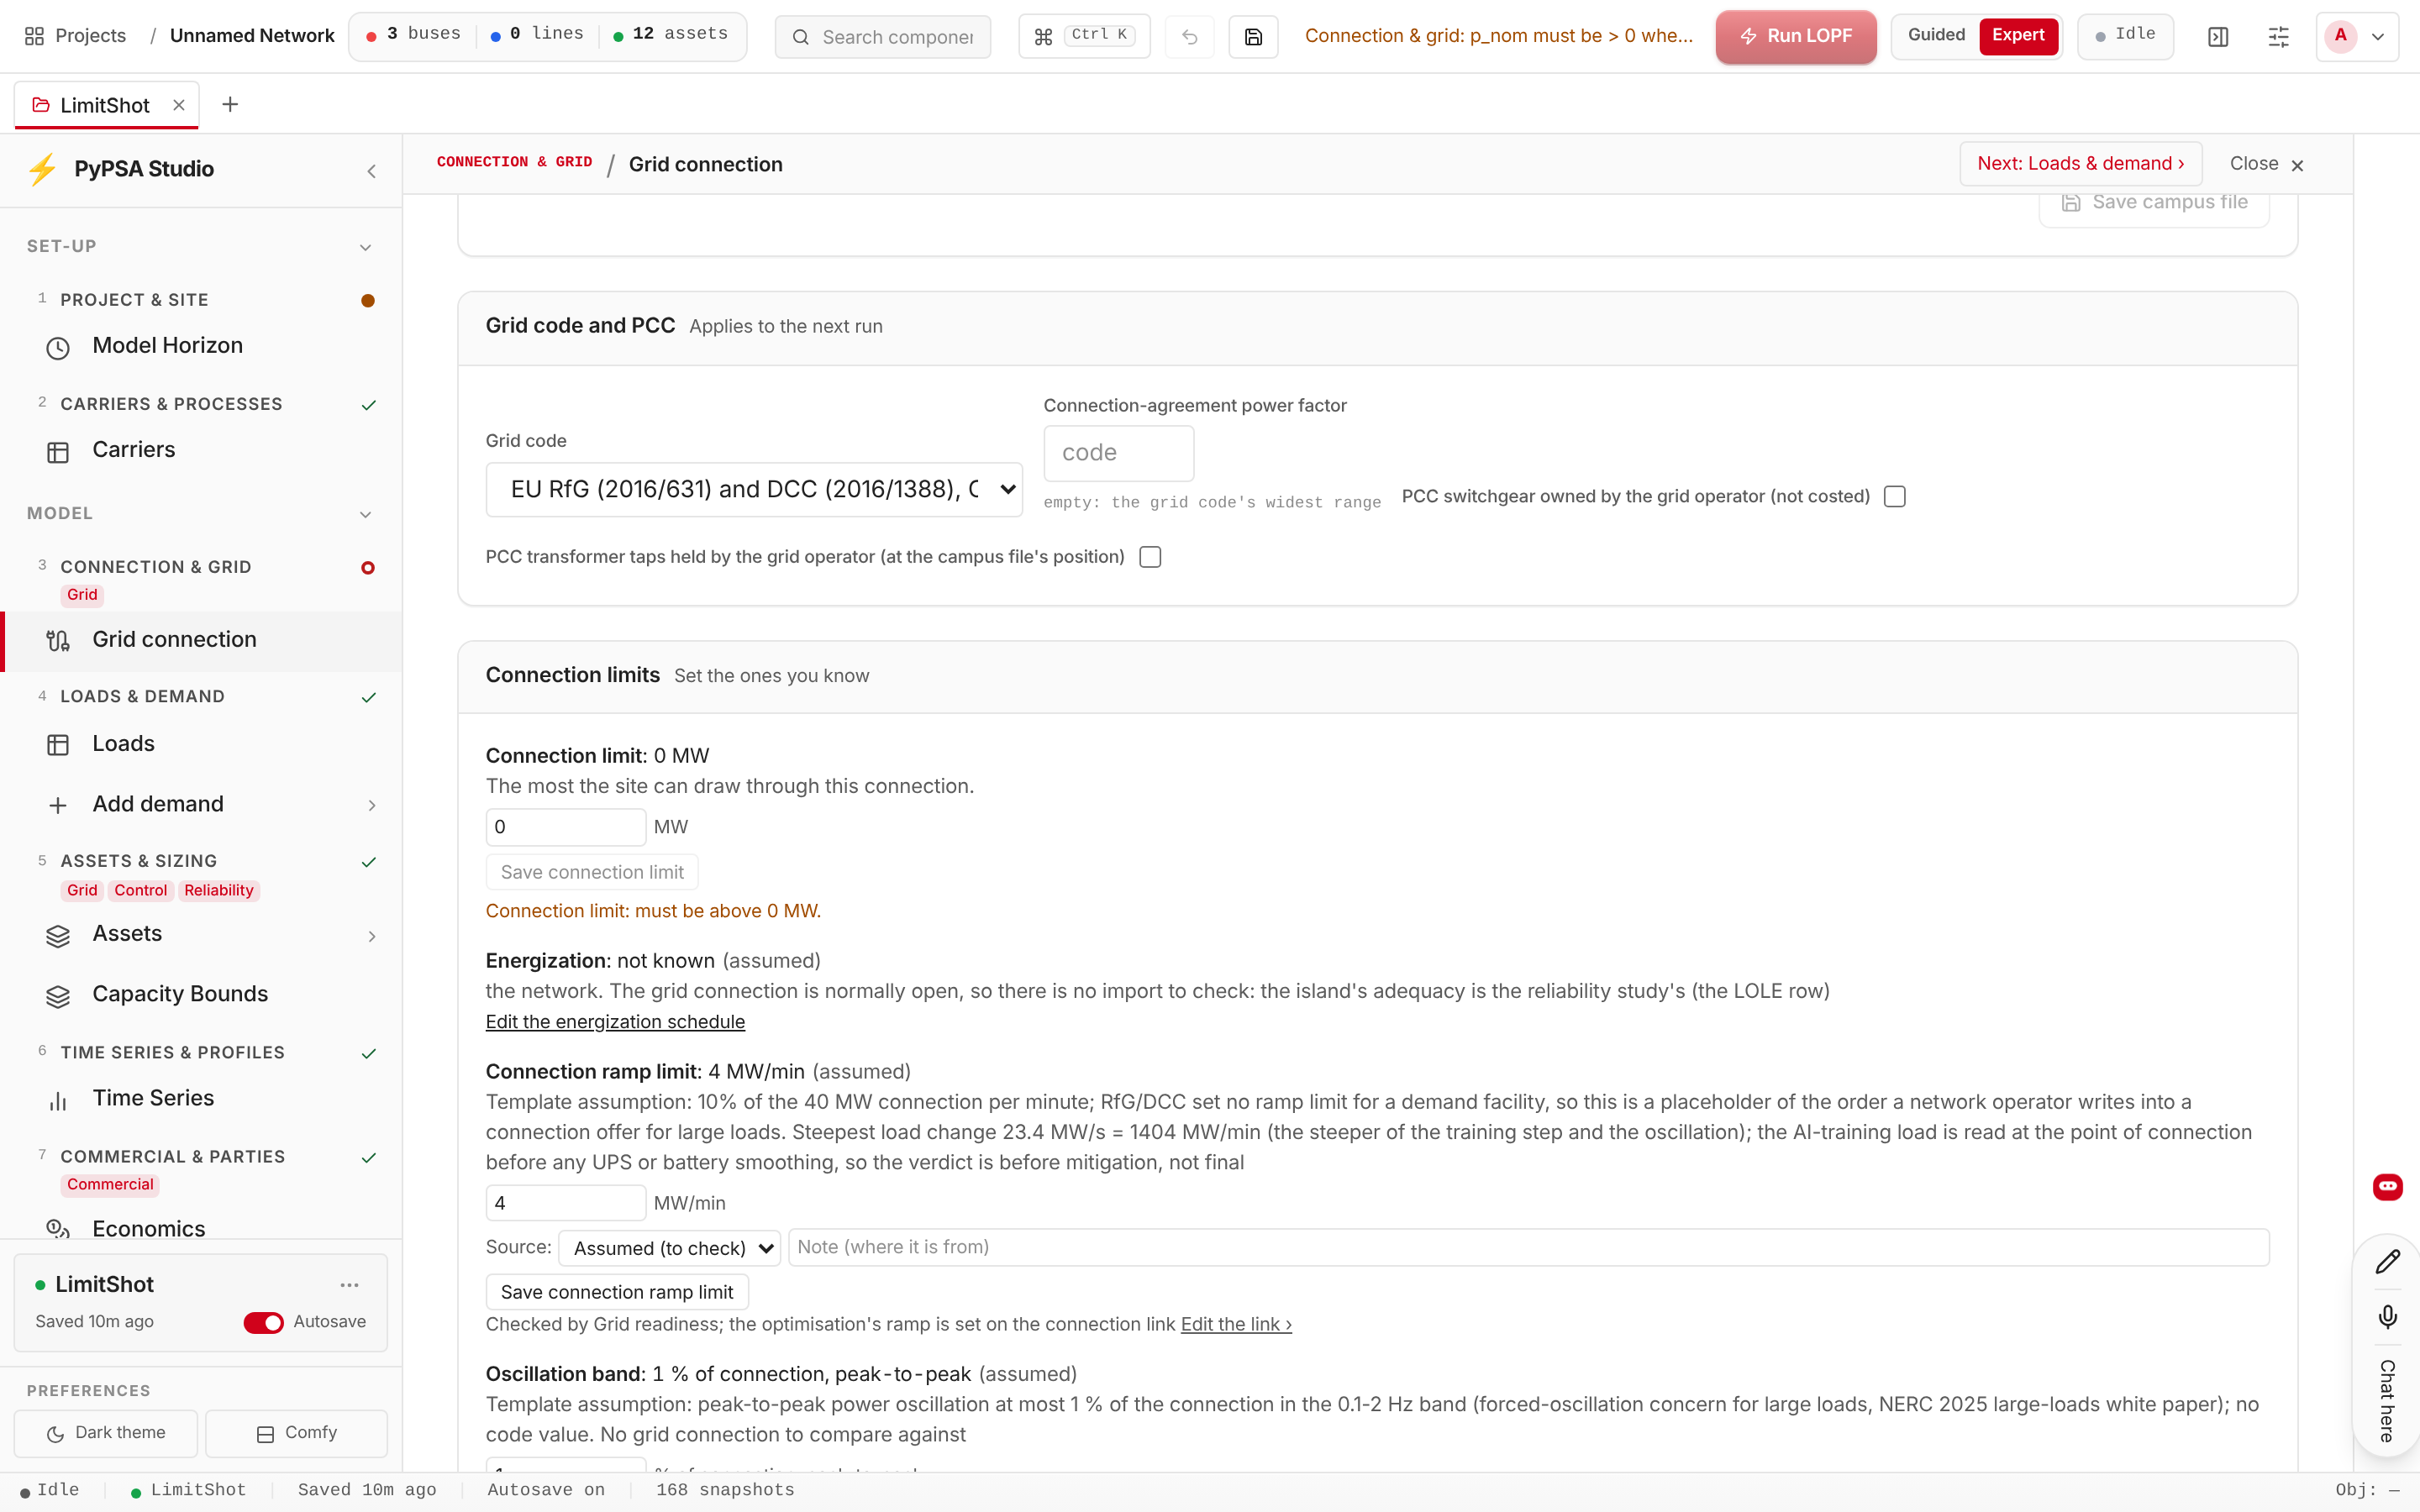 Projects / Unnamed Network
3 buses
0 lines
12 assets
Search componer
Ctrl K
Connection & grid: p_nom must be > 0 whe...
Run LOPF
Guided
Expert
Idle
A
LimitShot
PyPSA Studio
CONNECTION & GRID / Grid connection
Next: Loads & demand ›
Close
SET-UP
1 PROJECT & SITE
Model Horizon
2 CARRIERS & PROCESSES
Carriers
MODEL
3 CONNECTION & GRID
Grid
Grid connection
4 LOADS & DEMAND
Loads
Add demand
5 ASSETS & SIZING
Grid Control Reliability
Assets
Capacity Bounds
6 TIME SERIES & PROFILES
Time Series
7 COMMERCIAL & PARTIES
Commercial
Economics
LimitShot
Saved 10m ago
Autosave
PREFERENCES
Dark theme
Comfy
Save campus file
Grid code and PCC Applies to the next run
Grid code
EU RfG (2016/631) and DCC (2016/1388), C
Connection-agreement power factor
code
empty: the grid code's widest range
PCC switchgear owned by the grid operator (not costed)
PCC transformer taps held by the grid operator (at the campus file's position)
Connection limits Set the ones you know
Connection limit: 0 MW
The most the site can draw through this connection.
0 MW
Save connection limit
Connection limit: must be above 0 MW.
Energization: not known (assumed)
the network. The grid connection is normally open, so there is no import to check: the island's adequacy is the reliability study's (the LOLE row)
Edit the energization schedule
Connection ramp limit: 4 MW/min (assumed)
Template assumption: 10% of the 40 MW connection per minute; RfG/DCC set no ramp limit for a demand facility, so this is a placeholder of the order a network operator writes into a
connection offer for large loads. Steepest load change 23.4 MW/s = 1404 MW/min (the steeper of the training step and the oscillation); the AI-training load is read at the point of connection
before any UPS or battery smoothing, so the verdict is before mitigation, not final
4 MW/min
Source: Assumed (to check) Note (where it is from)
Save connection ramp limit
Checked by Grid readiness; the optimisation's ramp is set on the connection link Edit the link ›
Oscillation band: 1 % of connection, peak-to-peak (assumed)
Template assumption: peak-to-peak power oscillation at most 1 % of the connection in the 0.1-2 Hz band (forced-oscillation concern for large loads, NERC 2025 large-loads white paper); no
code value. No grid connection to compare against
Chat here
Idle
LimitShot
Saved 10m ago
Autosave on
168 snapshots
Obj: —